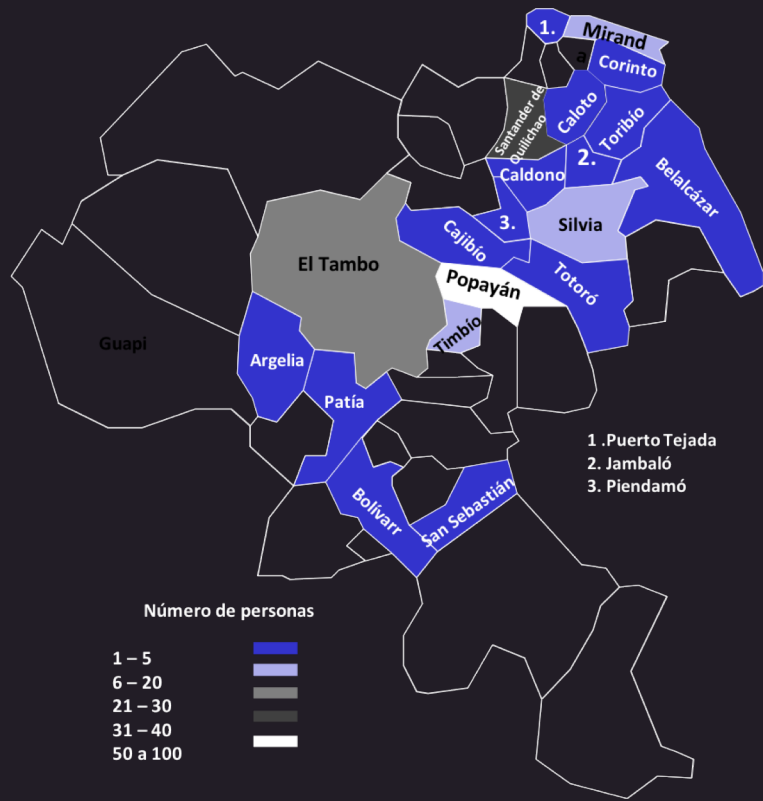 1.
Mirand
a
Corinto
Santander de
Quilichao
Caloto
Toribío
2.
Caldono
Belalcázar
3.
Silvia
Cajibío
El Tambo
Totoró
Popayán
Timbío
Guapi
Argelia
Patía
1 .Puerto Tejada
2. Jambaló
3. Piendamó
Bolívarr
San Sebastián
Número de personas
1 – 5
6 – 20
21 – 30
31 – 40
50 a 100